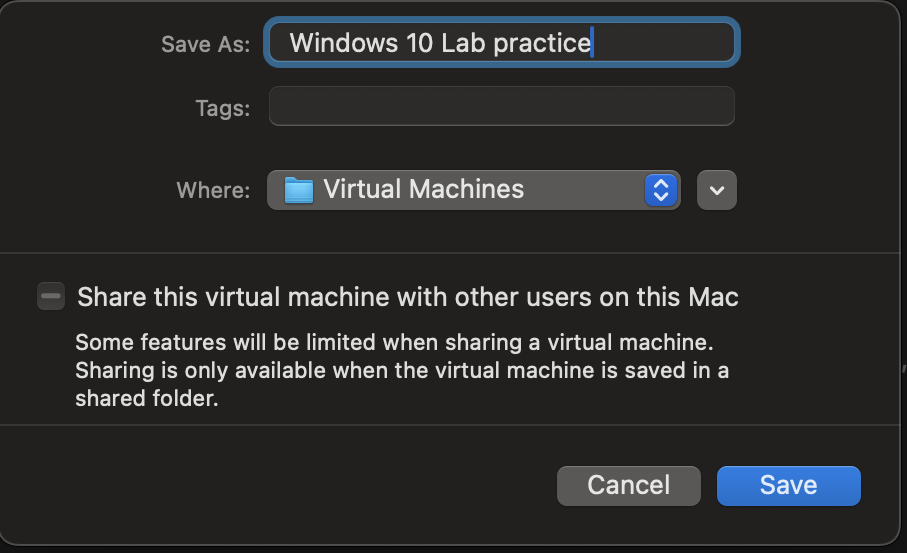 Save As: Windows 10 Lab practice
Tags:
Where: Virtual Machines
Share this virtual machine with other users on this Mac
Some features will be limited when sharing a virtual machine.
Sharing is only available when the virtual machine is saved in a
shared folder.
Cancel Save